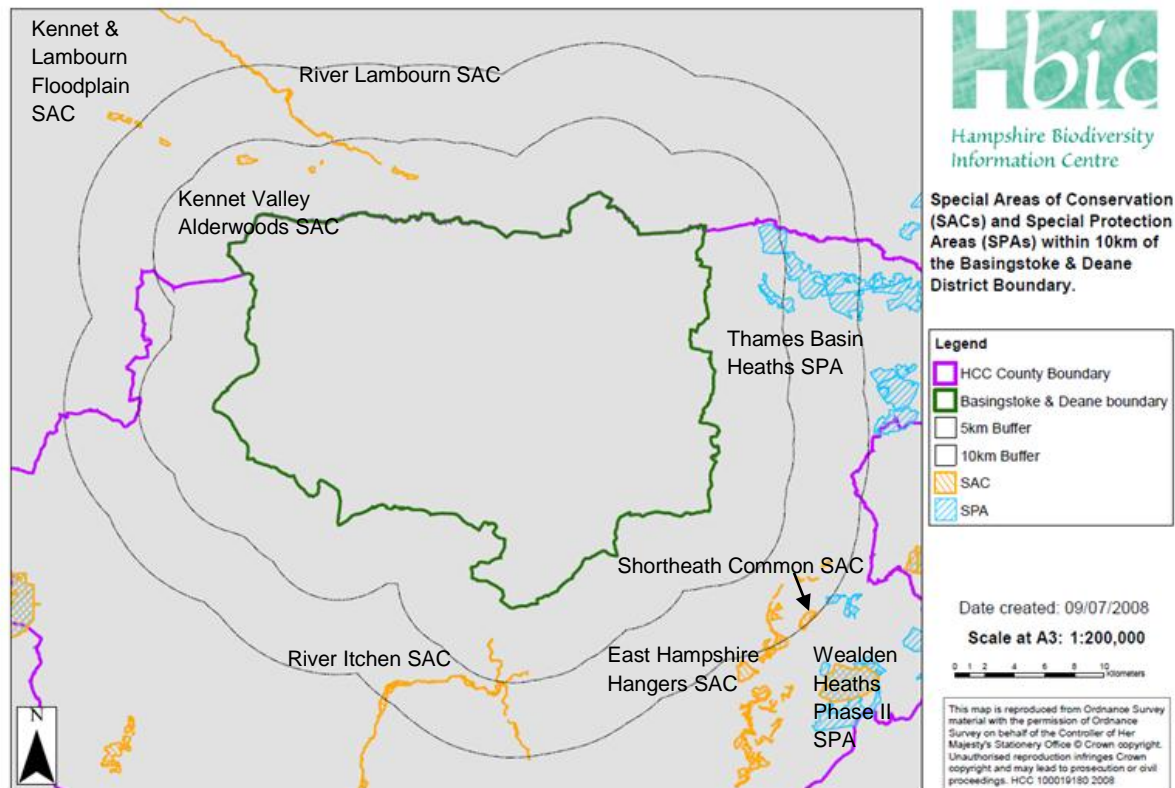 Kennet &
Lambourn
Floodplain
SAC
River Lambourn SAC
Kennet Valley
Alderwoods SAC
Thames Basin
Heaths SPA
Shortheath Common SAC
River Itchen SAC
East Hampshire
Hangers SAC
Wealden
Heaths
Phase II
SPA
N
Hbic
Hampshire Biodiversity
Information Centre
Special Areas of Conservation
(SACs) and Special Protection
Areas (SPAs) within 10km of
the Basingstoke & Deane
District Boundary.
Legend
HCC County Boundary
Basingstoke & Deane boundary
5km Buffer
10km Buffer
SAC
SPA
Date created: 09/07/2008
Scale at A3: 1:200,000
0 1 2 4 6 8 10
Kilometers
This map is reproduced from Ordnance Survey
material with the permission of Ordnance
Survey on behalf of the Controller of Her
Majesty's Stationery Office © Crown copyright.
Unauthorised reproduction infringes Crown
copyright and may lead to prosecution or civil
proceedings. HCC 100019180 2008